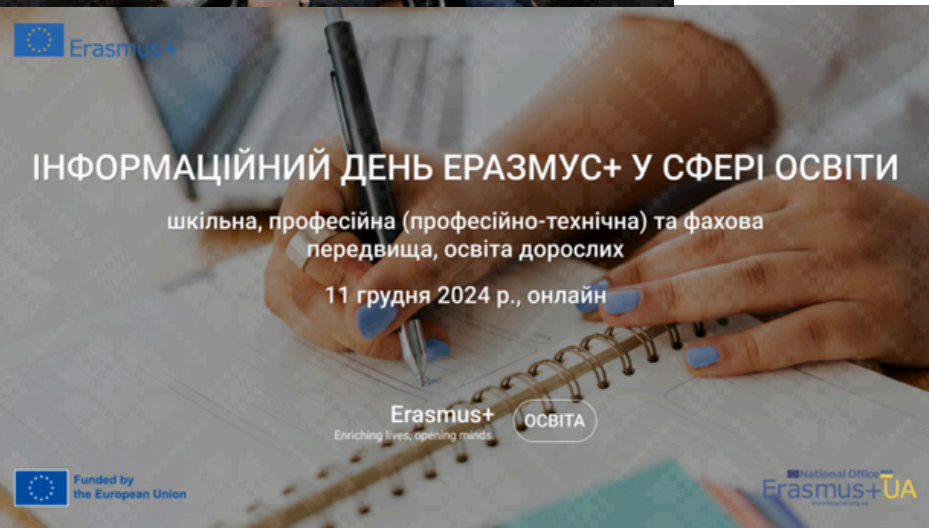 Erasmus+
ІНФОРМАЦІЙНИЙ ДЕНЬ ЕРАЗМУС+ У СФЕРІ ОСВІТИ
шкільна, професійна (професійно-технічна) та фахова
передвища, освіта дорослих
11 грудня 2024 р., онлайн
Erasmus+
Enriching lives, opening minds.
ОСВІТА
Funded by
the European Union
National Office
Erasmus+UA